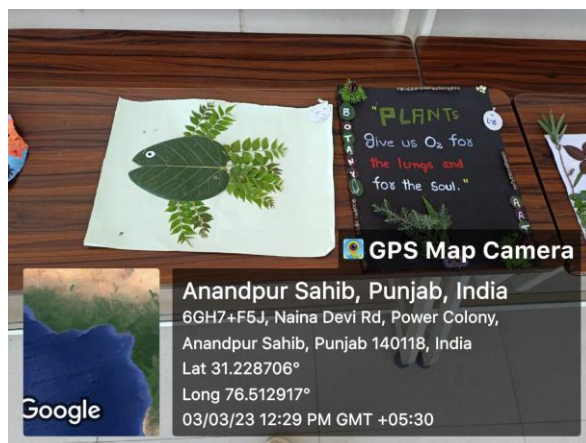 "PLANTs
give us O₂ for
the lungs and
for the soul."
BOTANY
ART
GPS Map Camera
Anandpur Sahib, Punjab, India
6GH7+F5J, Naina Devi Rd, Power Colony,
Anandpur Sahib, Punjab 140118, India
Lat 31.228706°
Long 76.512917°
03/03/23 12:29 PM GMT +05:30
Google